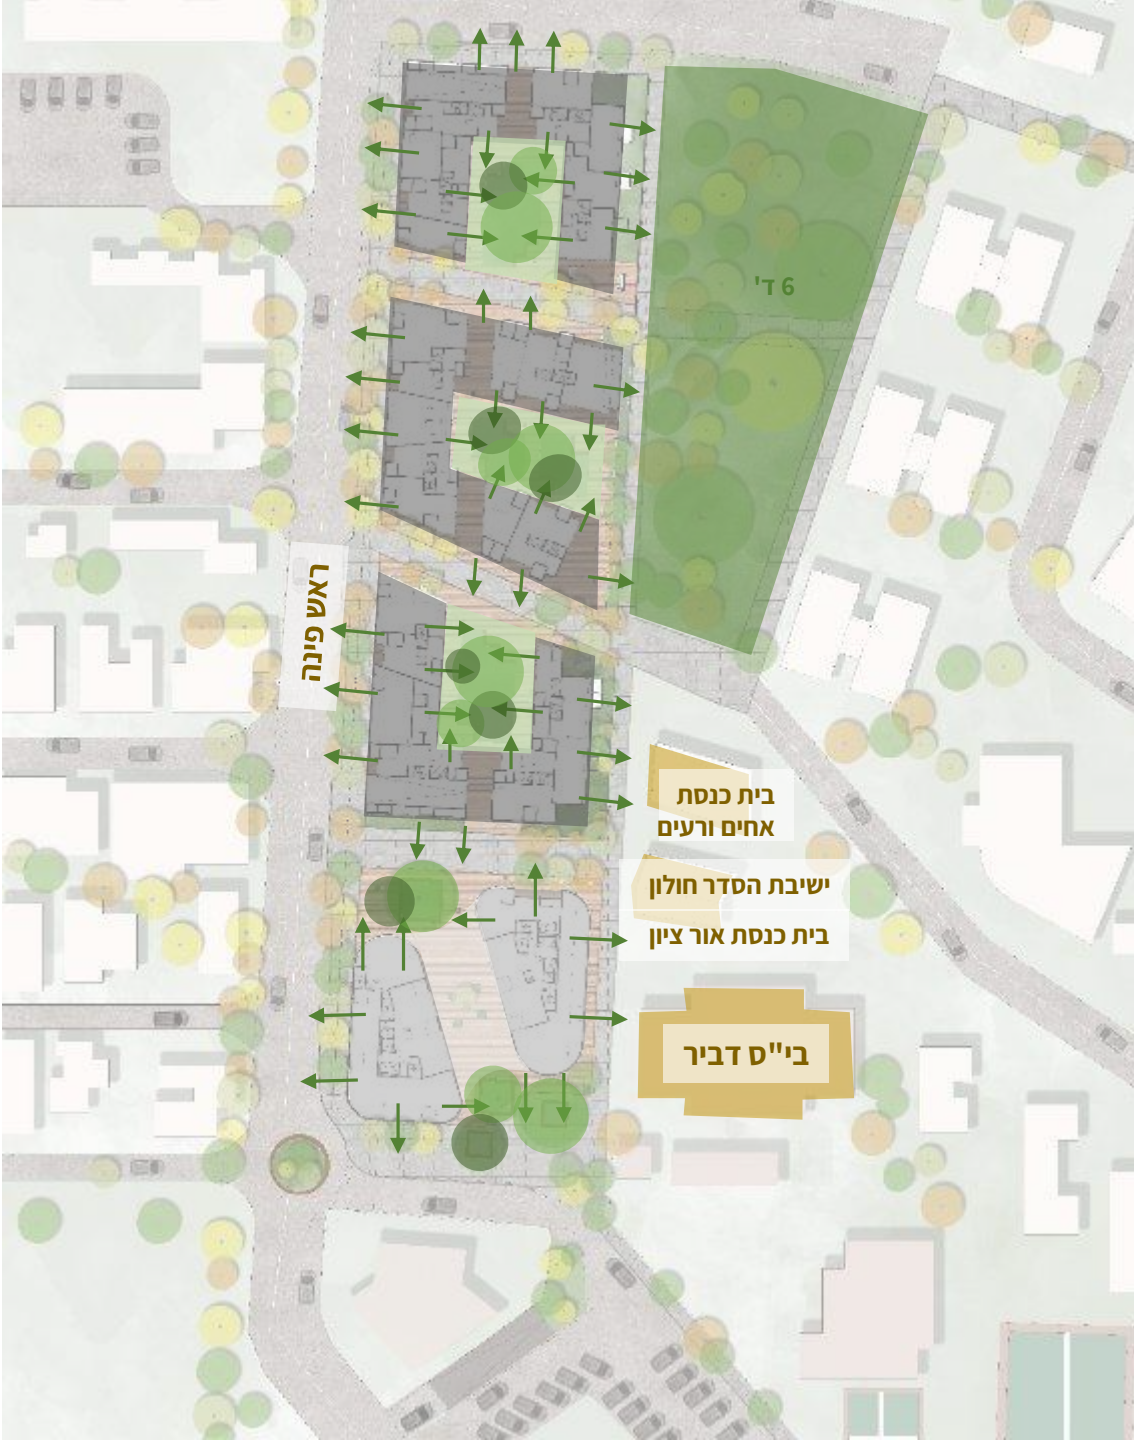 6 ד'
ראש פינה
בית כנסת
אחים ורעים
ישיבת הסדר חולון
בית כנסת אור ציון
בי"ס דביר